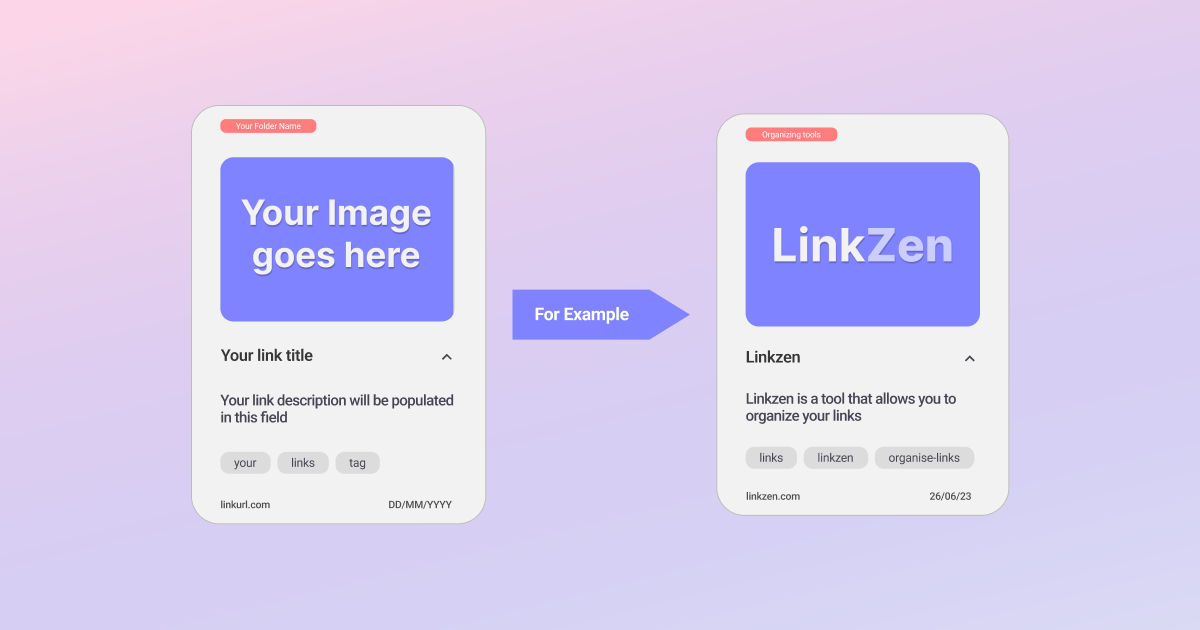 Your Folder Name
Your Image
goes here
Your link title
Your link description will be populated
in this field
your links tag
linkurl.com DD/MM/YYYY
For Example
Organizing tools
LinkZen
Linkzen
Linkzen is a tool that allows you to
organize your links
links linkzen organise-links
linkzen.com 26/06/23